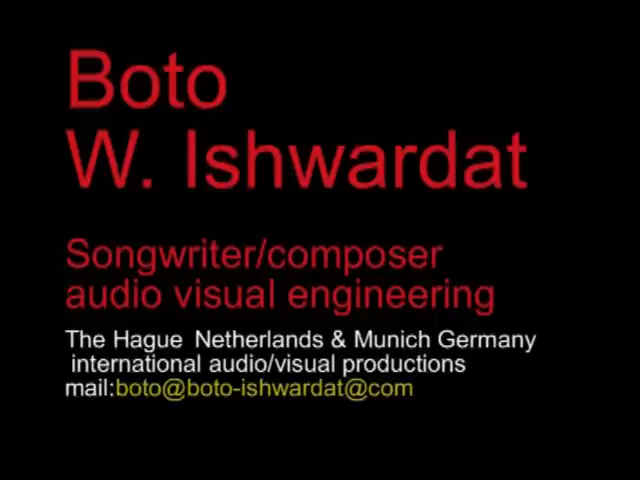 Boto
W. Ishwardat
Songwriter/composer
audio visual engineering
The Hague Netherlands & Munich Germany
international audio/visual productions
mail:boto@boto-ishwardat@com